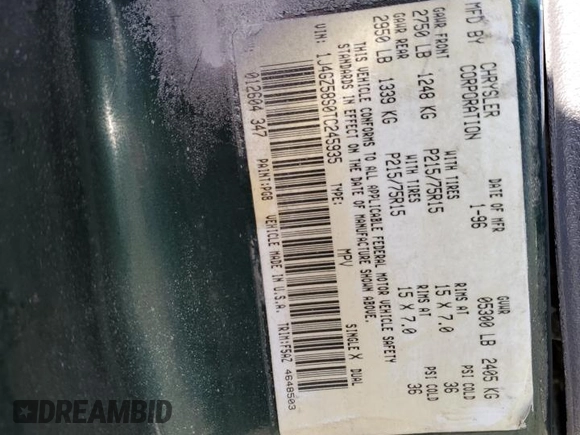 MFD BY CHRYSLER CORPORATION DATE OF MFR 1-96 GVWR 05300 LB 2405 KG
GAWR FRONT WITH TIRES RIMS AT PSI COLD
2750 LB 1248 KG P215/75R15 15 X 7.0 36
GAWR REAR WITH TIRES RIMS AT PSI COLD
2950 LB 1339 KG P215/75R15 15 X 7.0 36
THIS VEHICLE CONFORMS TO ALL APPLICABLE FEDERAL MOTOR VEHICLE SAFETY
STANDARDS IN EFFECT ON THE DATE OF MANUFACTURE SHOWN ABOVE.
VIN: 1J4GZ58S0TC245935 TYPE: MPV SINGLE X DUAL
012604 347 PAINT:PGB VEHICLE MADE IN U.S.A. TRIM:F5AZ 4648503
DREAMBID